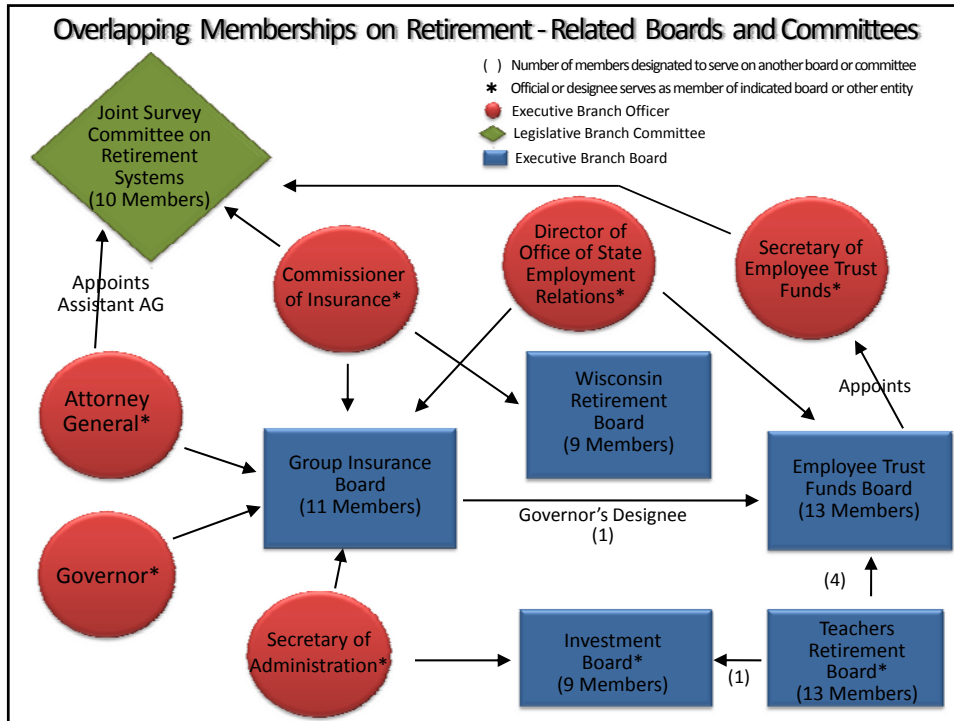 Overlapping Memberships on Retirement - Related Boards and Committees
( ) Number of members designated to serve on another board or committee
* Official or designee serves as member of indicated board or other entity
Executive Branch Officer
Legislative Branch Committee
Executive Branch Board
Joint Survey
Committee on
Retirement
Systems
(10 Members)
Commissioner
of Insurance*
Director of
Office of State
Employment
Relations*
Secretary of
Employee Trust
Funds*
Appoints
Assistant AG
Attorney
General*
Wisconsin
Retirement
Board
(9 Members)
Appoints
Group Insurance
Board
(11 Members)
Employee Trust
Funds Board
(13 Members)
Governor's Designee
(1)
Governor*
(4)
Secretary of
Administration*
Investment
Board*
(9 Members)
(1)
Teachers
Retirement
Board*
(13 Members)